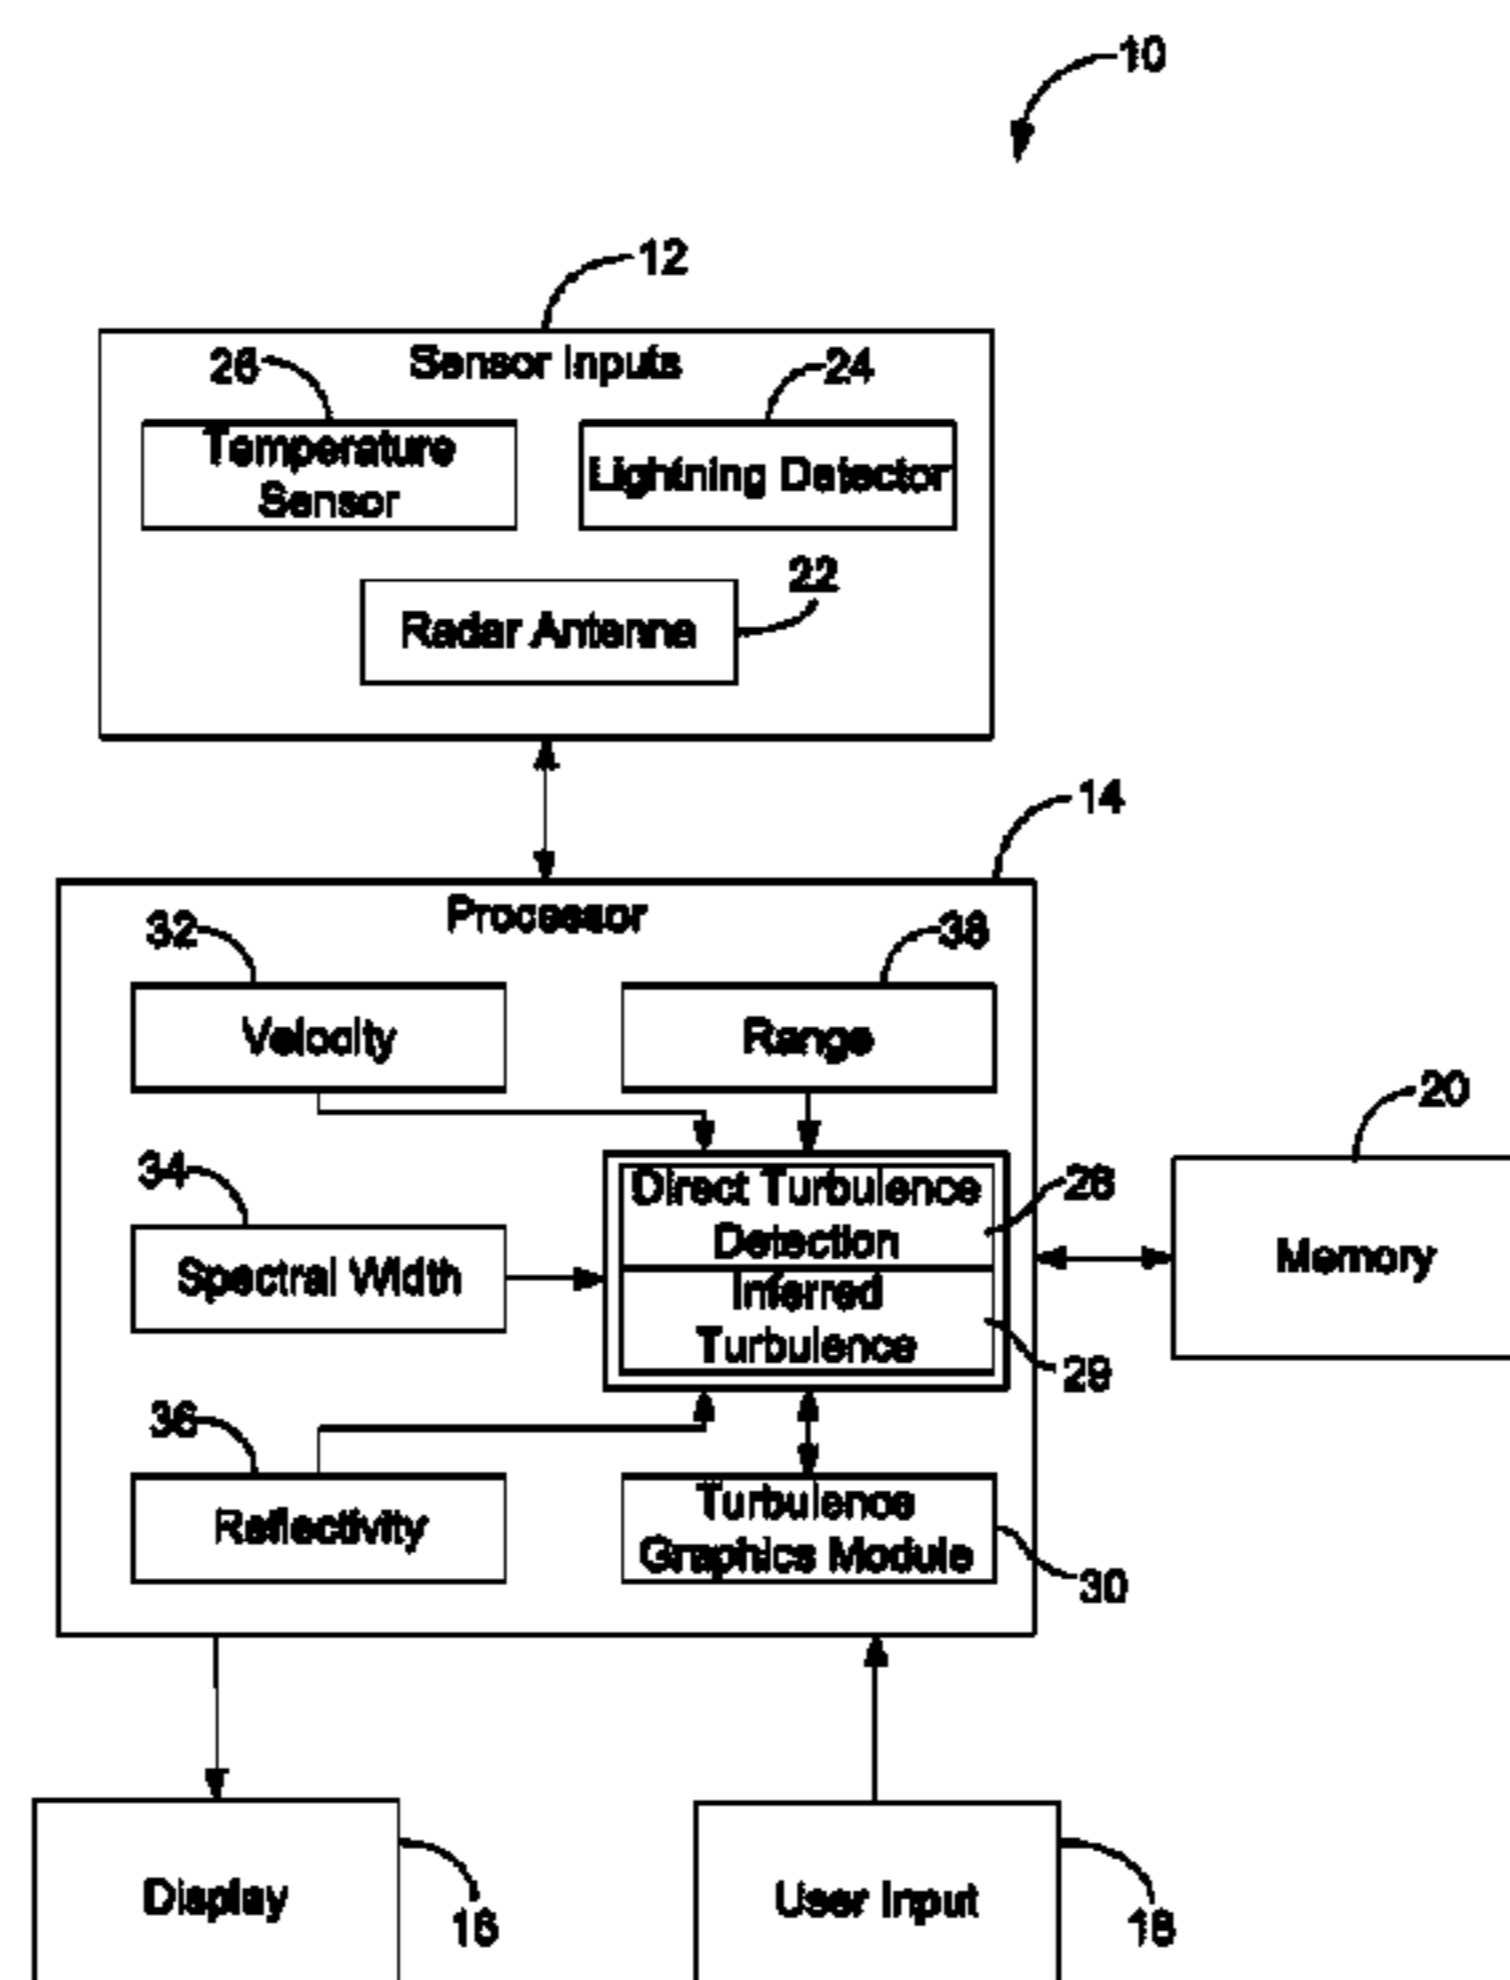 10
12
Sensor Inputs
26
24
Temperature
Sensor
Lightning Detector
22
Radar Antenna
14
Processor
32
38
Velocity
Range
20
34
Direct Turbulence
Detection
28
Spectral Width
Memory
Inferred
Turbulence
29
36
Reflectivity
Turbulence
Graphics Module
30
Display
16
User Input
18